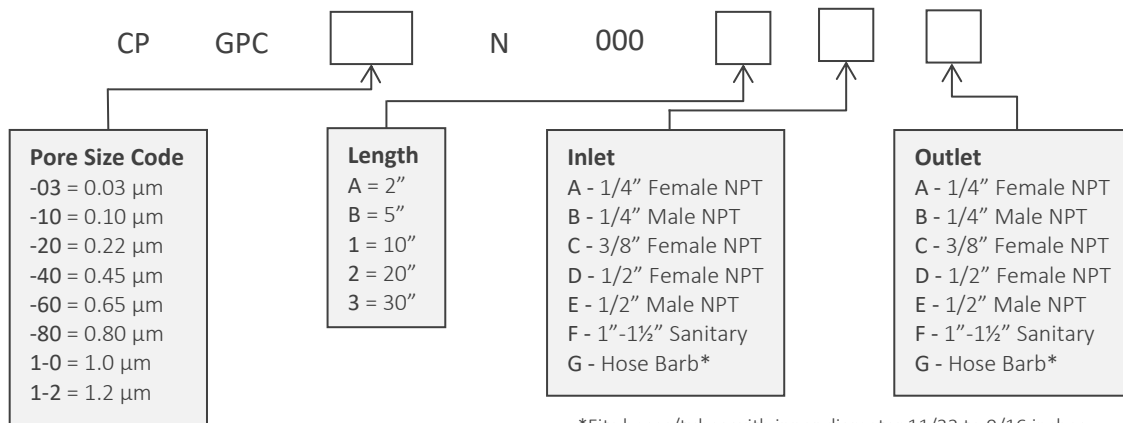 CP GPC N 000
Pore Size Code
-03 = 0.03 µm
-10 = 0.10 µm
-20 = 0.22 µm
-40 = 0.45 µm
-60 = 0.65 µm
-80 = 0.80 µm
1-0 = 1.0 µm
1-2 = 1.2 µm
Length
A = 2”
B = 5”
1 = 10”
2 = 20”
3 = 30”
Inlet
A - 1/4” Female NPT
B - 1/4” Male NPT
C - 3/8” Female NPT
D - 1/2” Female NPT
E - 1/2” Male NPT
F - 1”-1½” Sanitary
G - Hose Barb*
Outlet
A - 1/4” Female NPT
B - 1/4” Male NPT
C - 3/8” Female NPT
D - 1/2” Female NPT
E - 1/2” Male NPT
F - 1”-1½” Sanitary
G - Hose Barb*